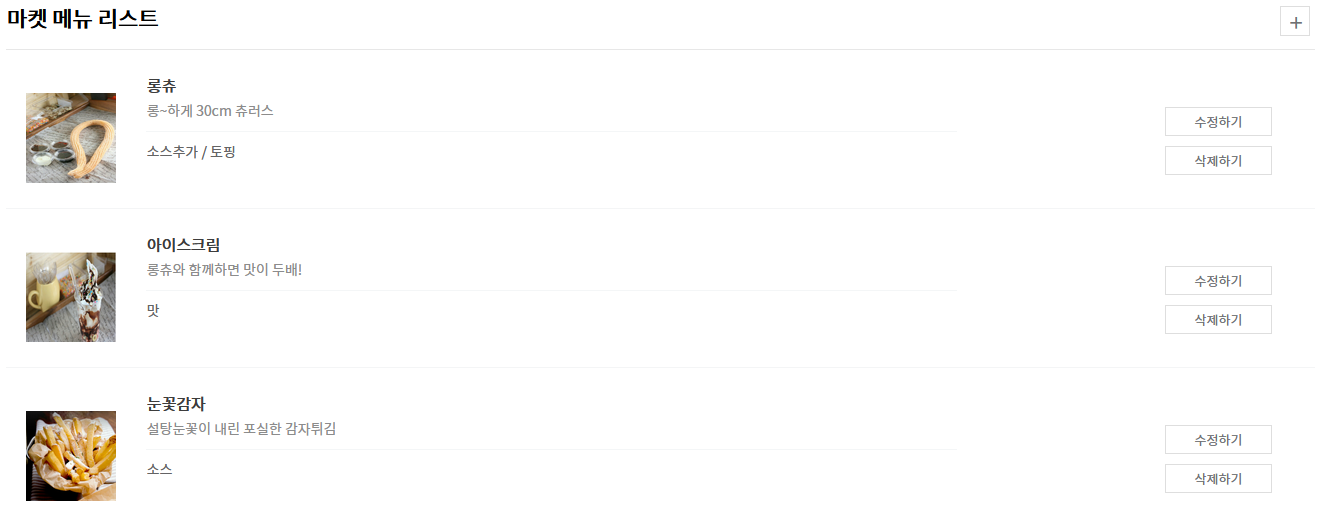 마켓 메뉴 리스트
+
롱츄
롱~하게 30cm 츄러스
소스추가 / 토핑
수정하기
삭제하기
아이스크림
롱츄와 함께하면 맛이 두배!
맛
수정하기
삭제하기
눈꽃감자
설탕눈꽃이 내린 포실한 감자튀김
소스
수정하기
삭제하기